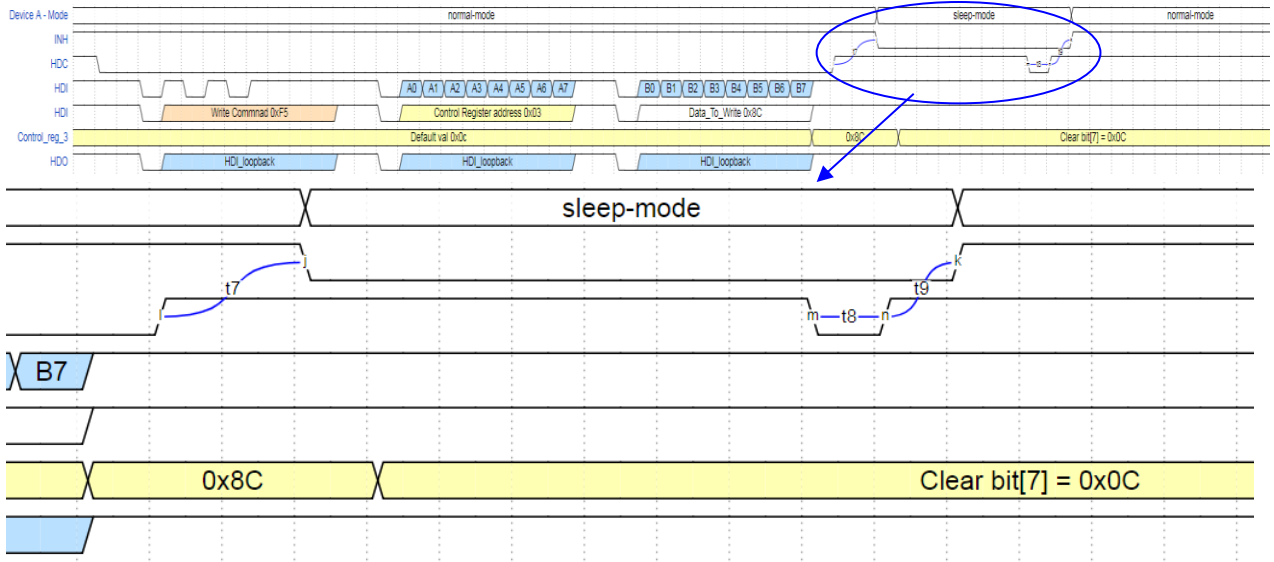 Device A - Mode normal-mode sleep-mode normal-mode
INH
HDC
HDI A0 A1 A2 A3 A4 A5 A6 A7 B0 B1 B2 B3 B4 B5 B6 B7
HDI Write Commnad 0xF5 Control Register address 0x03 Data_To_Write 0x8C
Control_reg_3 Default val 0x0c 0x8C Clear bit[7] = 0x0C
HDO HDI_loopback HDI_loopback HDI_loopback
sleep-mode
j k
t7 t9
l m t8 n
B7
0x8C Clear bit[7] = 0x0C